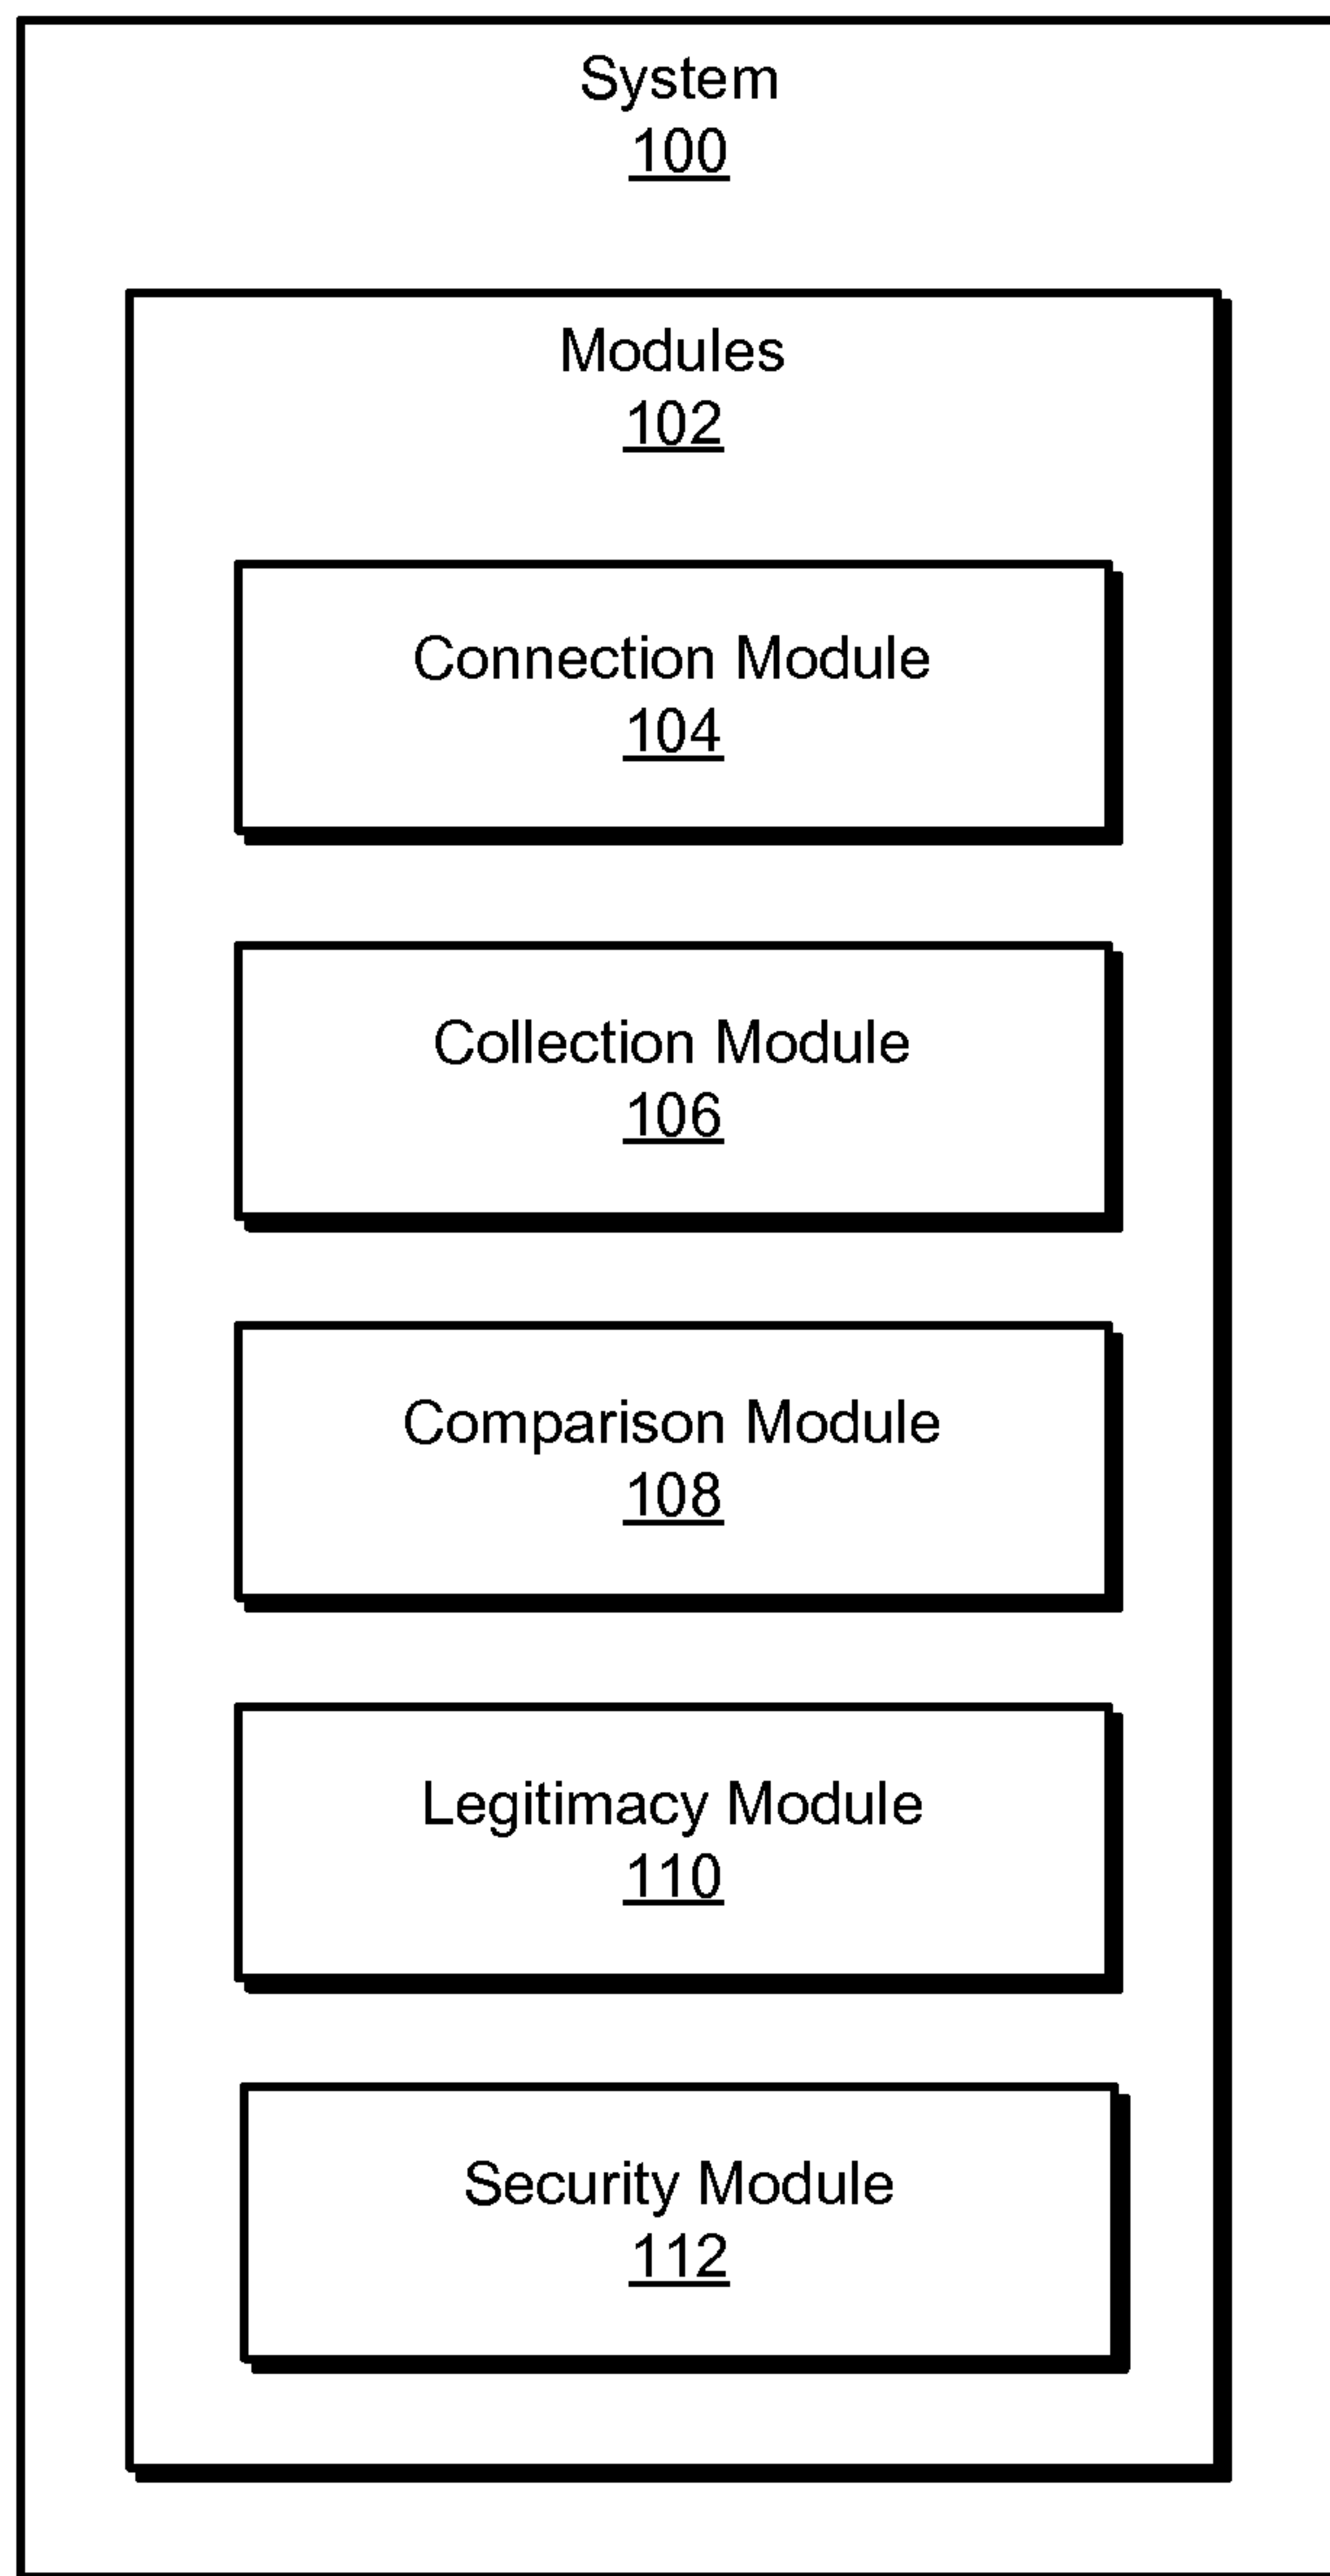 System
100
Modules
102
Connection Module
104
Collection Module
106
Comparison Module
108
Legitimacy Module
110
Security Module
112